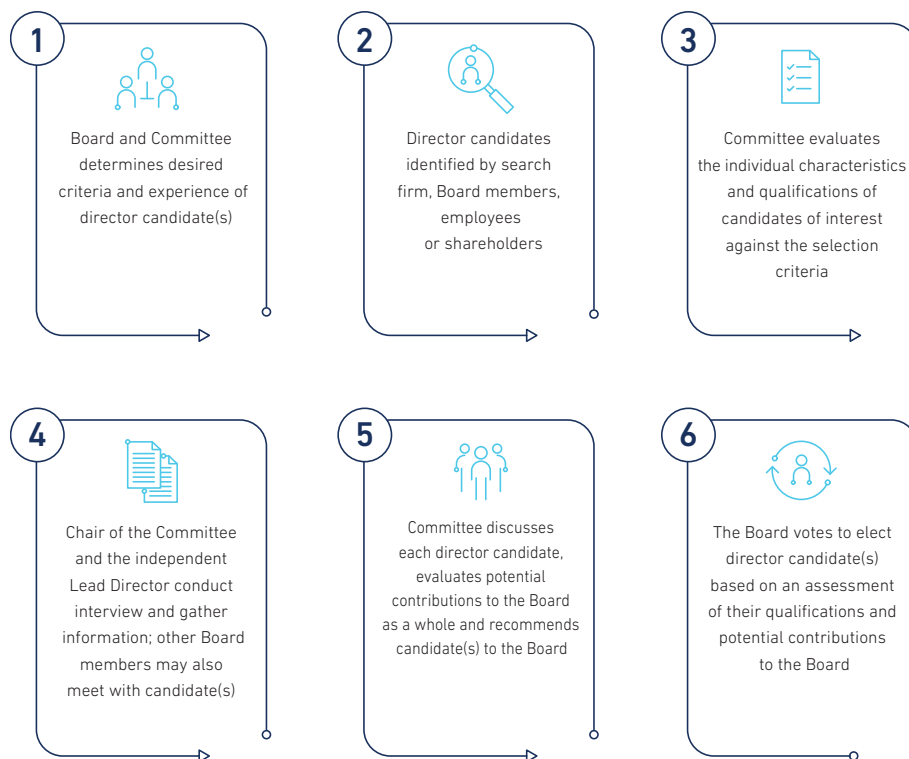 1
Board and Committee
determines desired
criteria and experience of
director candidate(s)
2
Director candidates
identified by search
firm, Board members,
employees
or shareholders
3
Committee evaluates
the individual characteristics
and qualifications of
candidates of interest
against the selection
criteria
4
Chair of the Committee
and the independent
Lead Director conduct
interview and gather
information; other Board
members may also
meet with candidate(s)
5
Committee discusses
each director candidate,
evaluates potential
contributions to the Board
as a whole and recommends
candidate(s) to the Board
6
The Board votes to elect
director candidate(s)
based on an assessment
of their qualifications and
potential contributions
to the Board